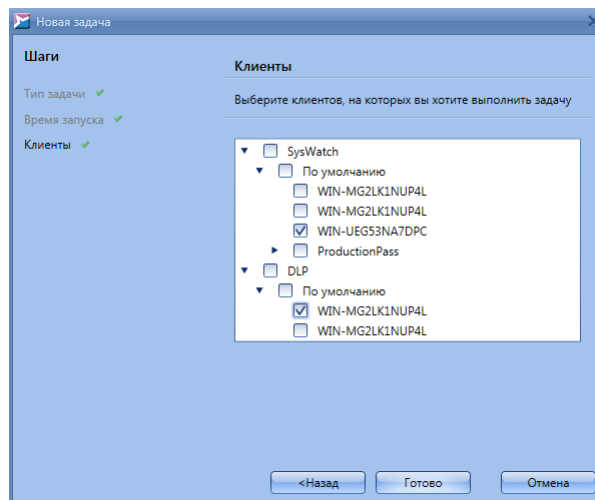 Новая задача
Шаги
Тип задачи
Время запуска
Клиенты
Клиенты
Выберите клиентов, на которых вы хотите выполнить задачу
SysWatch
По умолчанию
WIN-MG2LK1NUP4L
WIN-MG2LK1NUP4L
WIN-UEG53NA7DPC
ProductionPass
DLP
По умолчанию
WIN-MG2LK1NUP4L
WIN-MG2LK1NUP4L
<Назад Готово Отмена